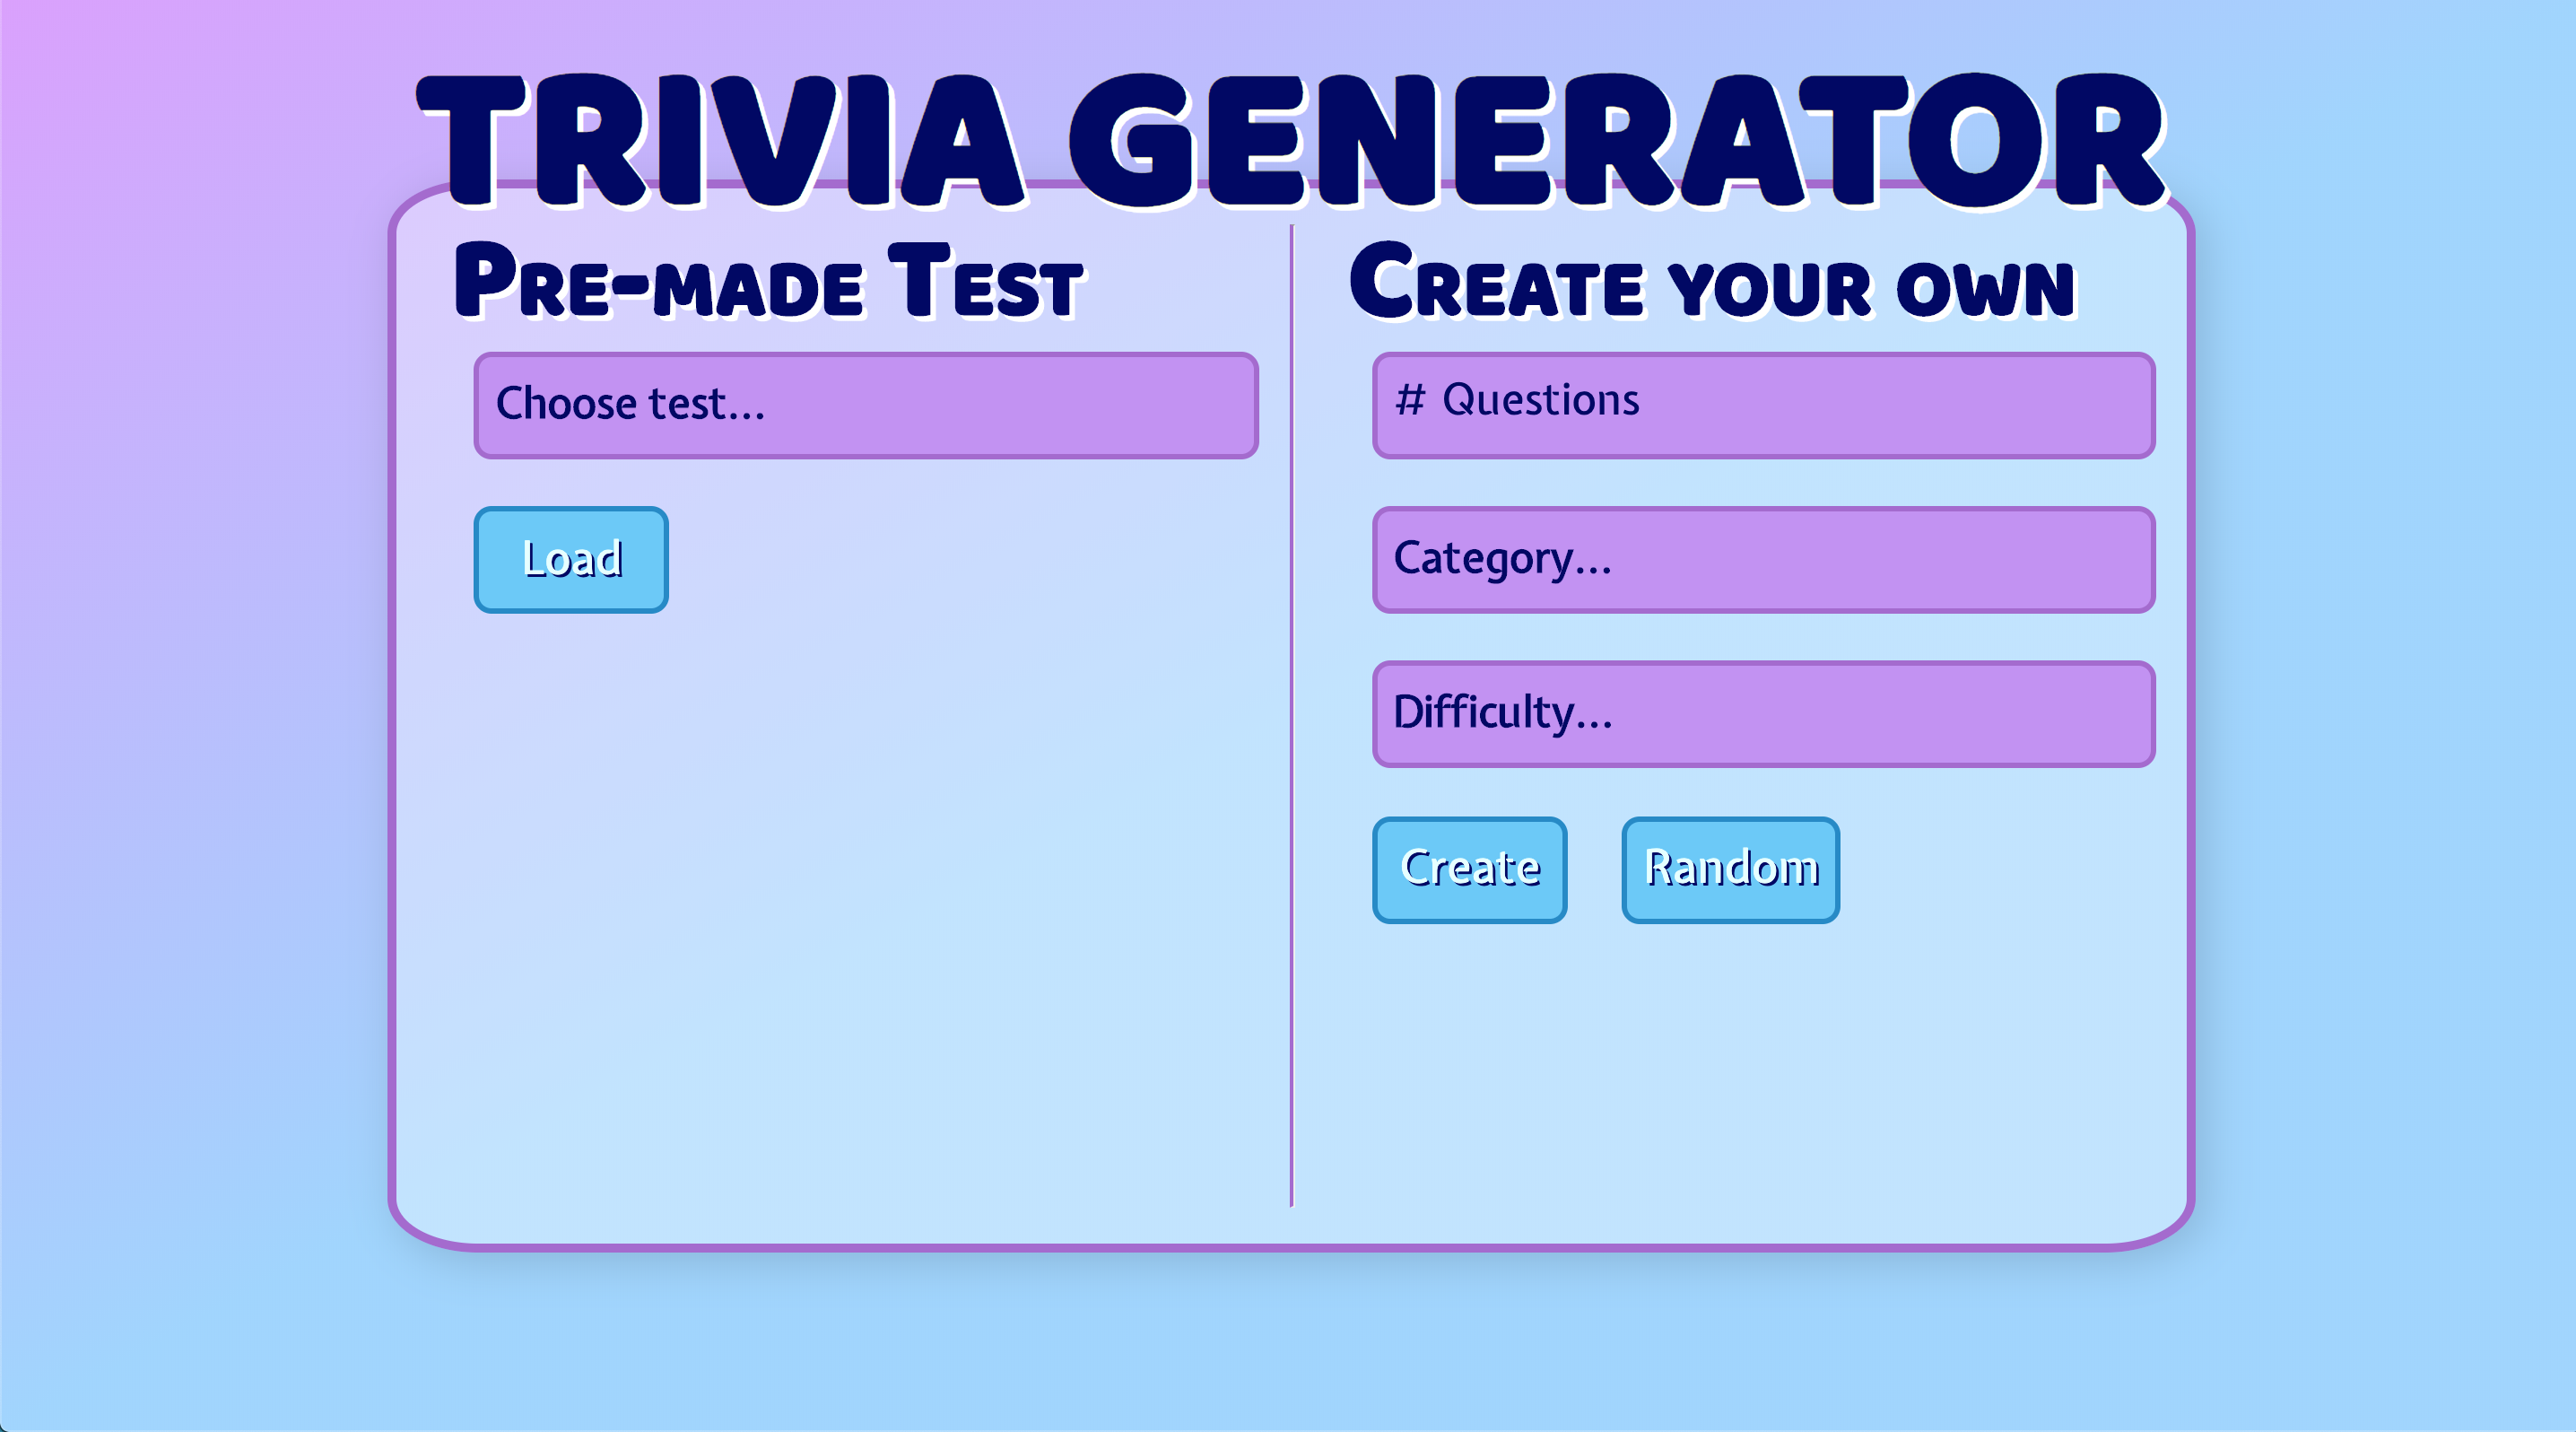 TRIVIA GENERATOR
Pre-made Test
Choose test...
Load
Create your own
# Questions
Category...
Difficulty...
Create
Random